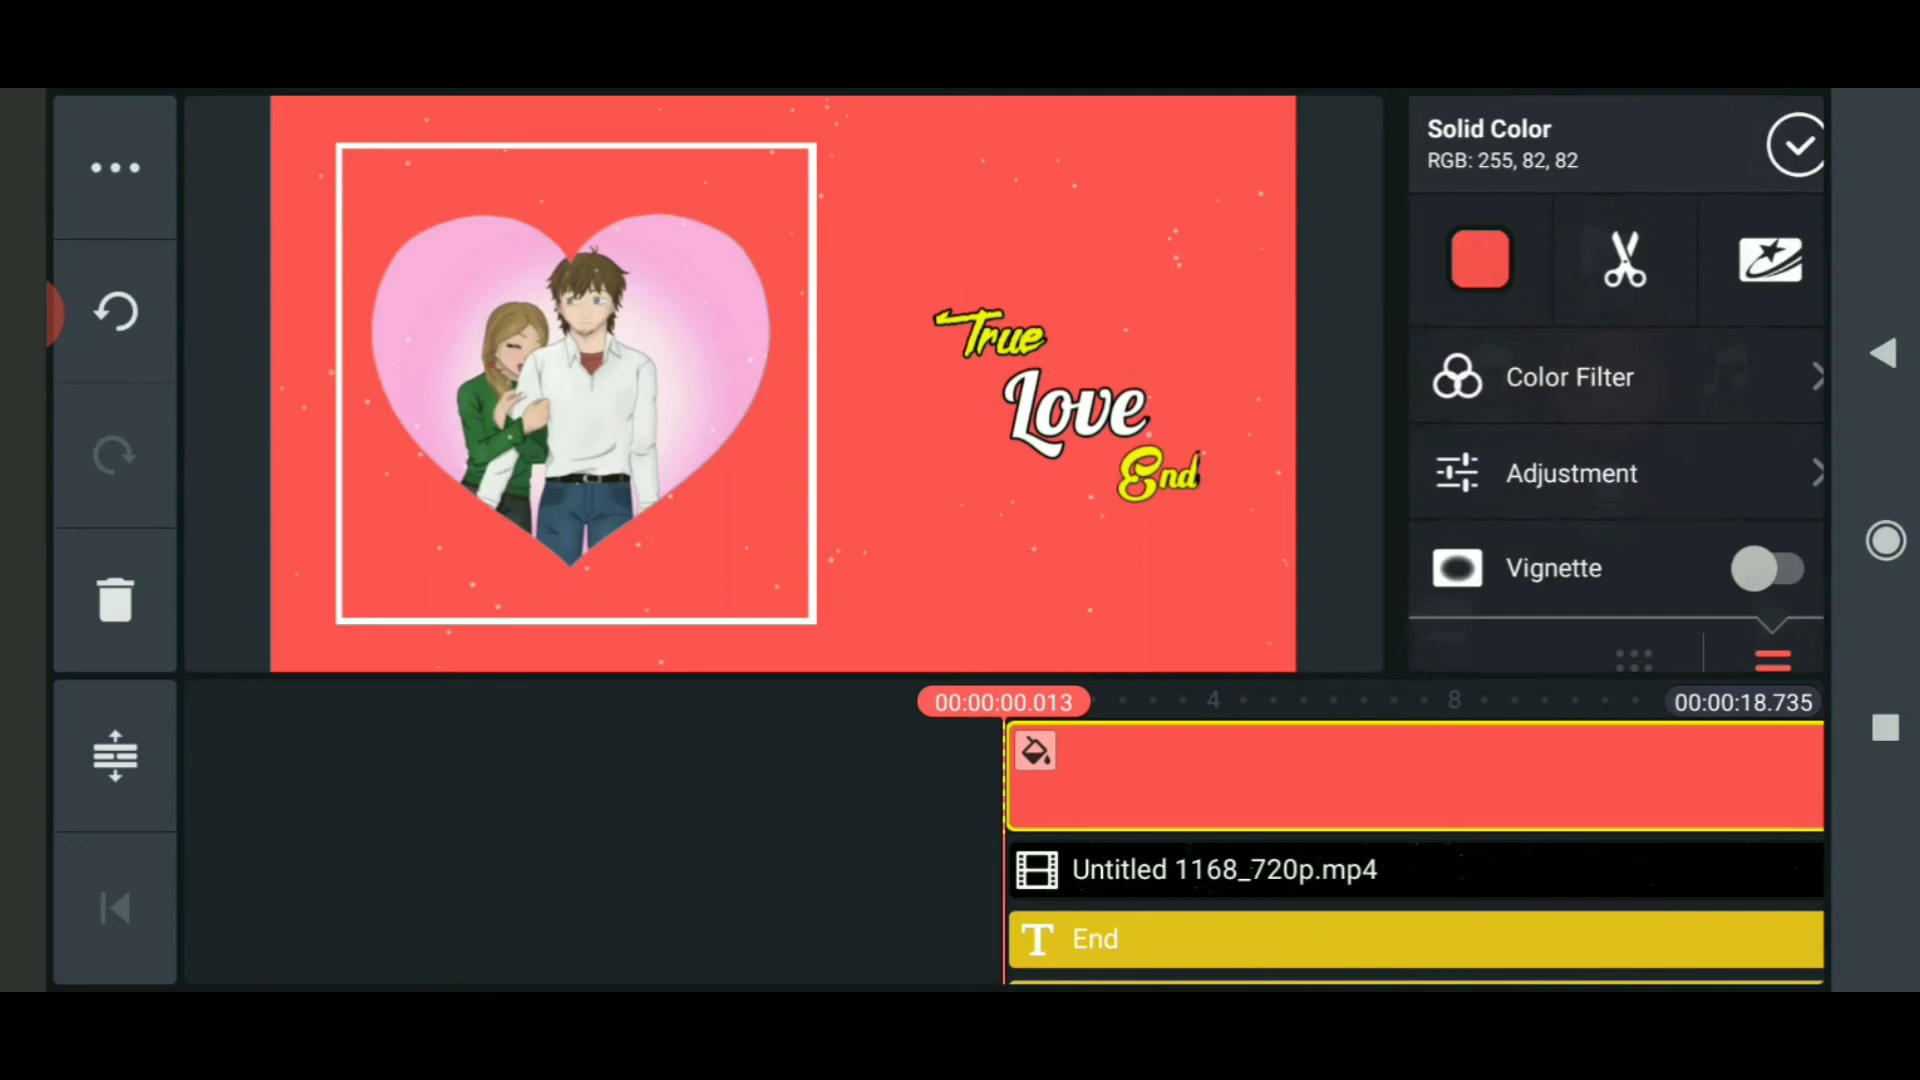 Solid Color
RGB: 255, 82, 82
True
Love
End
Color Filter
Adjustment
Vignette
00:00:00.013
4
8
00:00:18.735
Untitled 1168_720p.mp4
T End